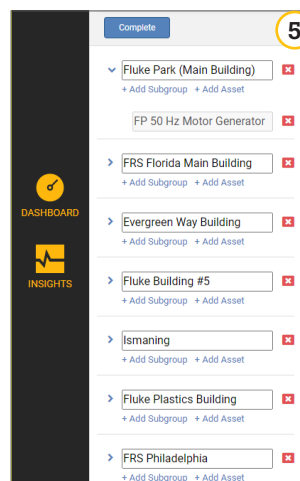 Complete
5
Fluke Park (Main Building)
+ Add Subgroup + Add Asset
FP 50 Hz Motor Generator
FRS Florida Main Building
+ Add Subgroup + Add Asset
DASHBOARD
Evergreen Way Building
+ Add Subgroup + Add Asset
INSIGHTS
Fluke Building #5
+ Add Subgroup + Add Asset
Ismaning
+ Add Subgroup + Add Asset
Fluke Plastics Building
+ Add Subgroup + Add Asset
FRS Philadelphia
+ Add Subgroup + Add Asset